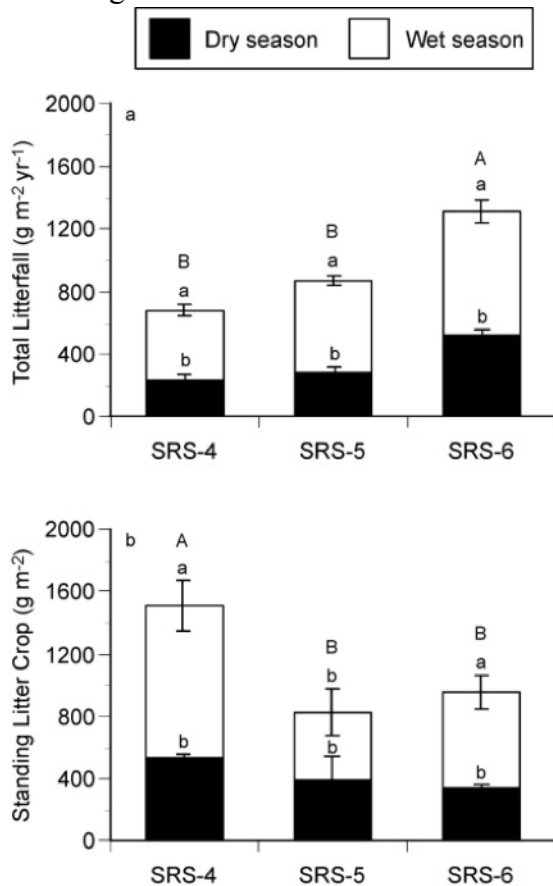 Dry season Wet season
Total Litterfall (g m-2 yr-1)
a
2000
1600
1200
800
400
0
B
a
b
B
a
b
A
a
b
SRS-4 SRS-5 SRS-6
Standing Litter Crop (g m-2)
b
2000
1600
1200
800
400
0
A
a
b
B
b
b
B
a
b
SRS-4 SRS-5 SRS-6